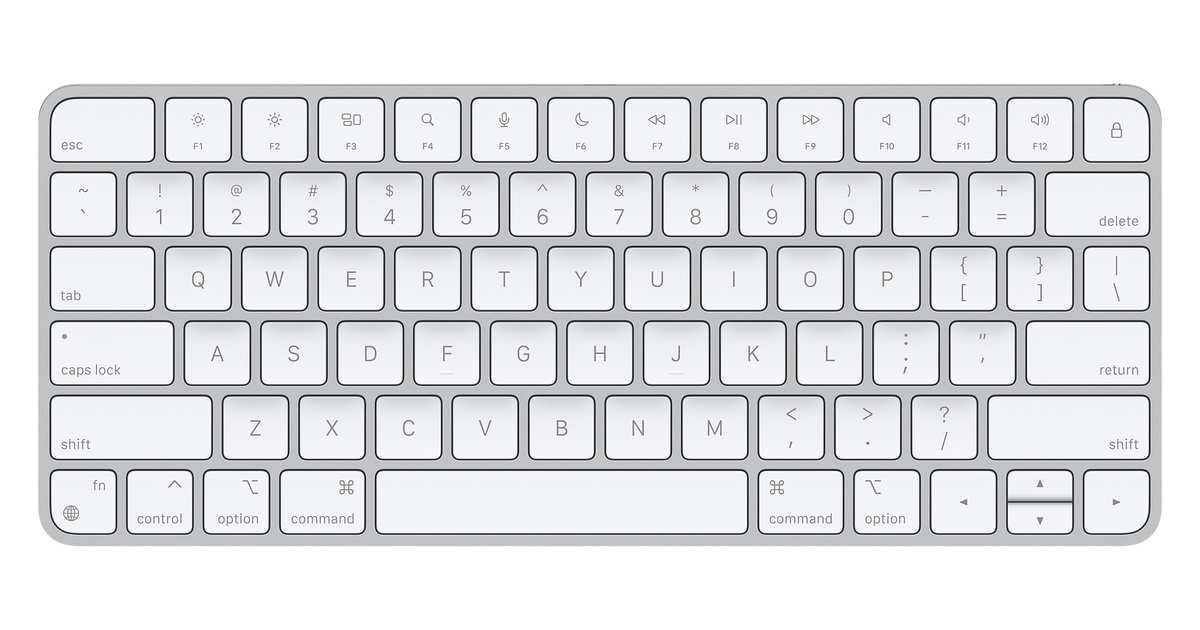 esc F1 F2 F3 F4 F5 F6 F7 F8 F9 F10 F11 F12
~ ! @ # $ % ^ & * ( ) — +
` 1 2 3 4 5 6 7 8 9 0 - = delete
tab Q W E R T Y U I O P { } |
[ ] \
A S D F G H J K L : "
caps lock ; ' return
Z X C V B N M < > ?
shift , . / shift
fn ^ ⌥ ⌘ ⌘ ⌥
control option command command option